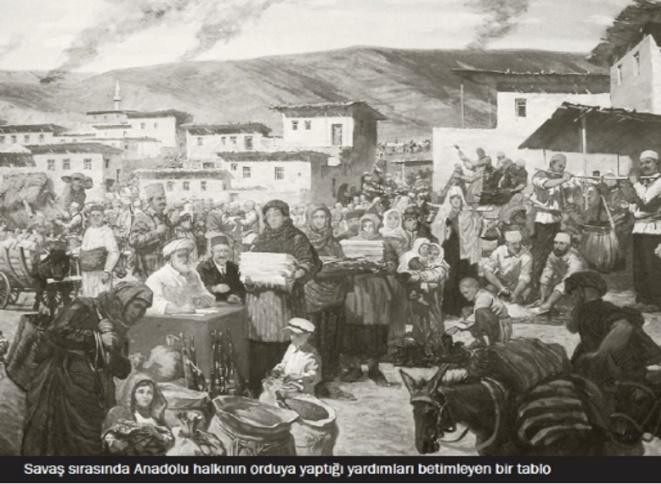 Savaş sırasında Anadolu halkının orduya yaptığı yardımları betimleyen bir tablo